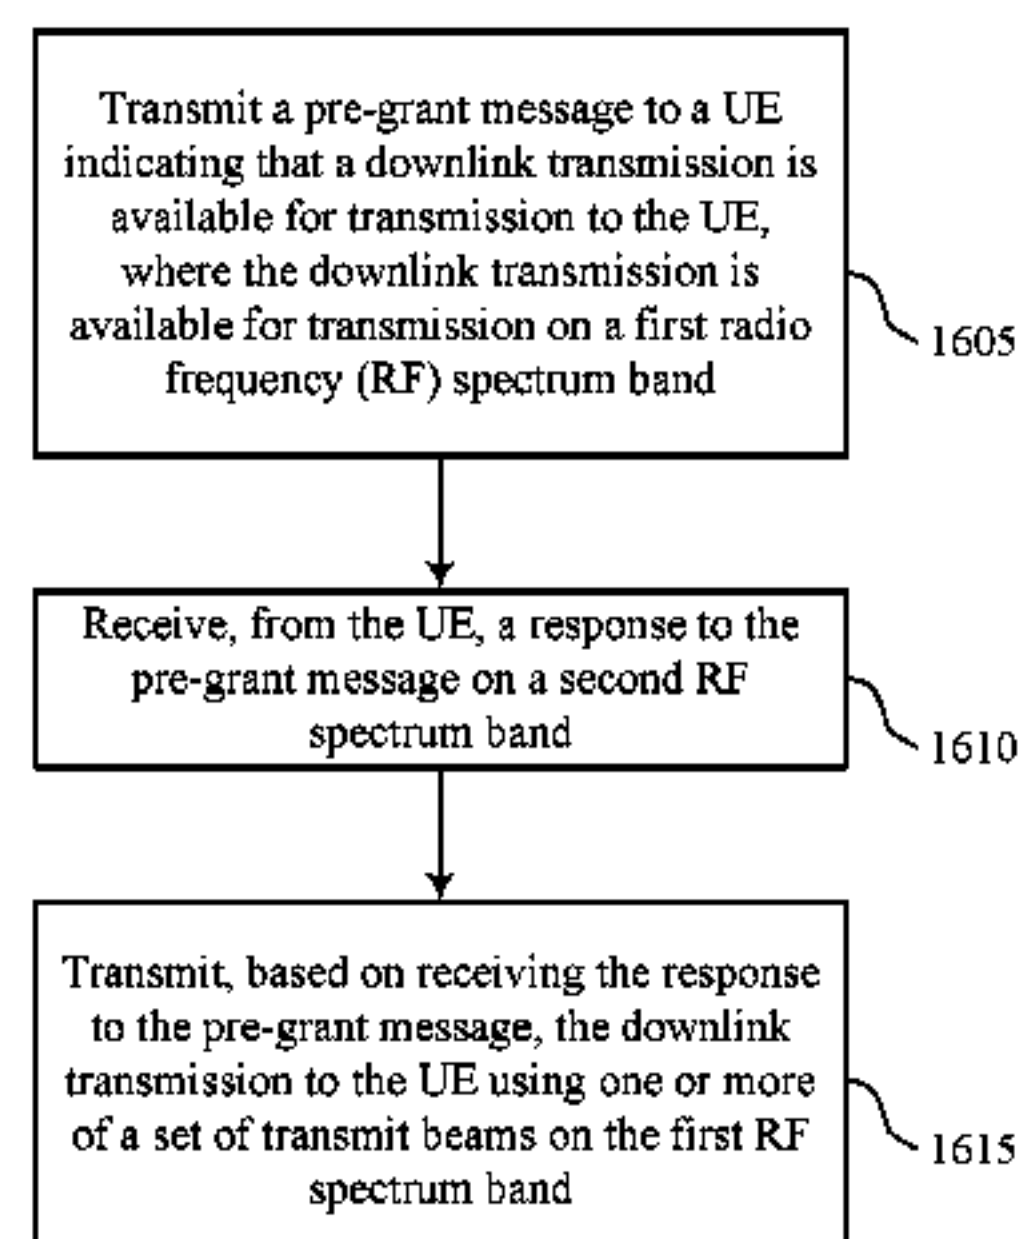 Transmit a pre-grant message to a UE
indicating that a downlink transmission is
available for transmission to the UE,
where the downlink transmission is
available for transmission on a first radio
frequency (RF) spectrum band
1605
Receive, from the UE, a response to the
pre-grant message on a second RF
spectrum band
1610
Transmit, based on receiving the response
to the pre-grant message, the downlink
transmission to the UE using one or more
of a set of transmit beams on the first RF
spectrum band
1615